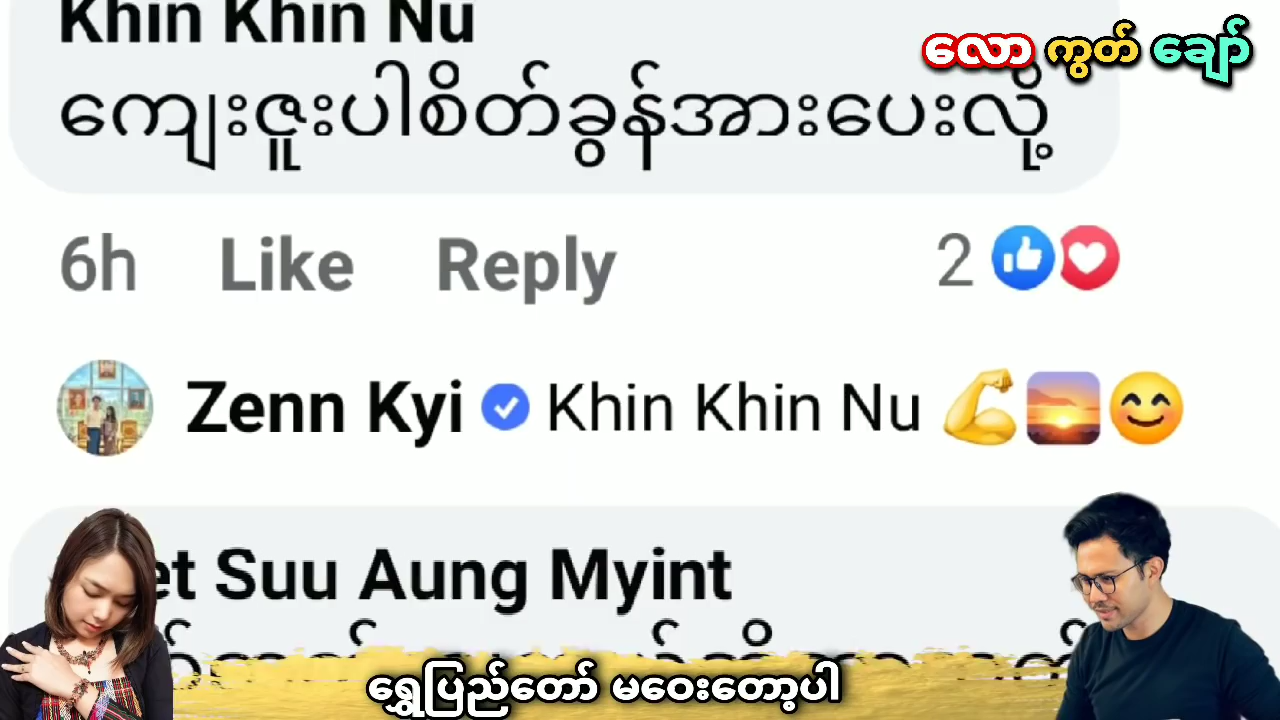 Khin Khin Nu
လော ကွတ် ချော်
ကျေးဇူးပါစိတ်ခွန်အားပေးလို့
6h Like Reply 2
Zenn Kyi Khin Khin Nu 💪🌅😊
Suu Aung Myint
ရွှေပြည်တော် မဝေးတော့ပါ